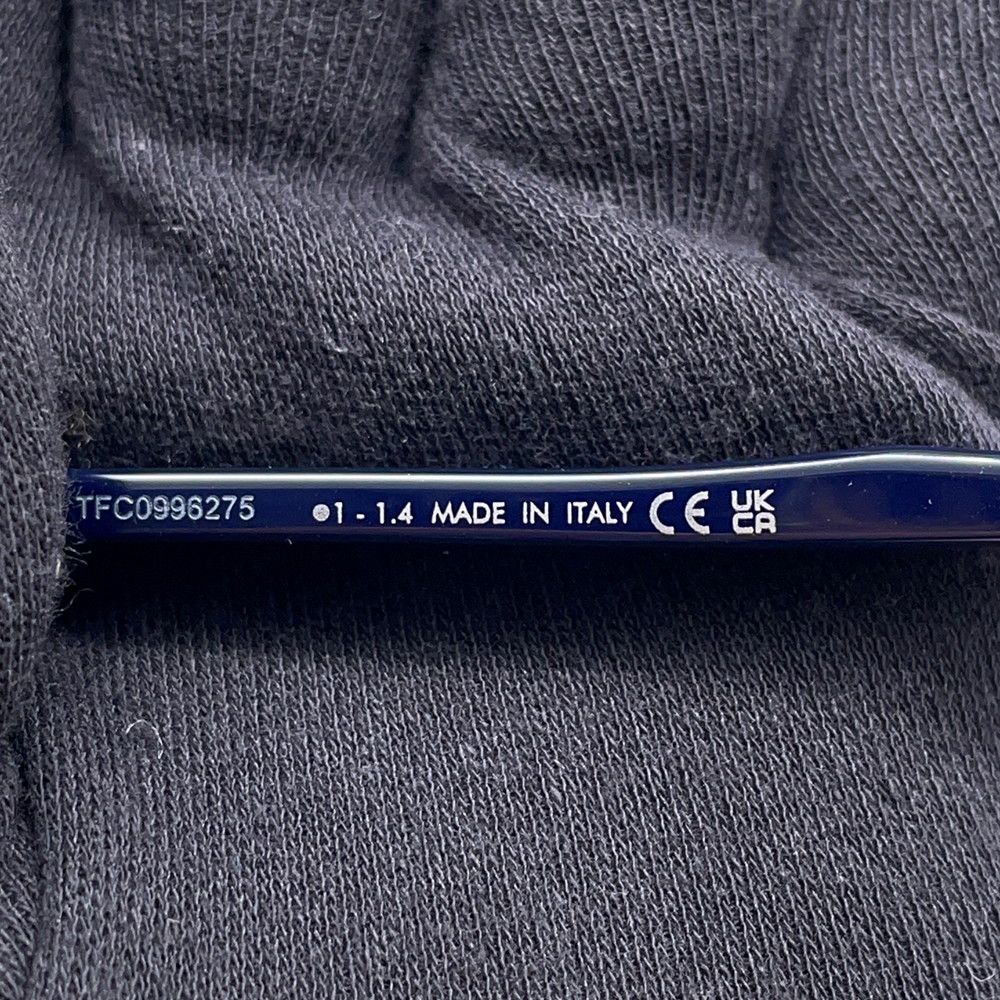 TFC0996275 ●1 - 1.4 MADE IN ITALY CE UK CA